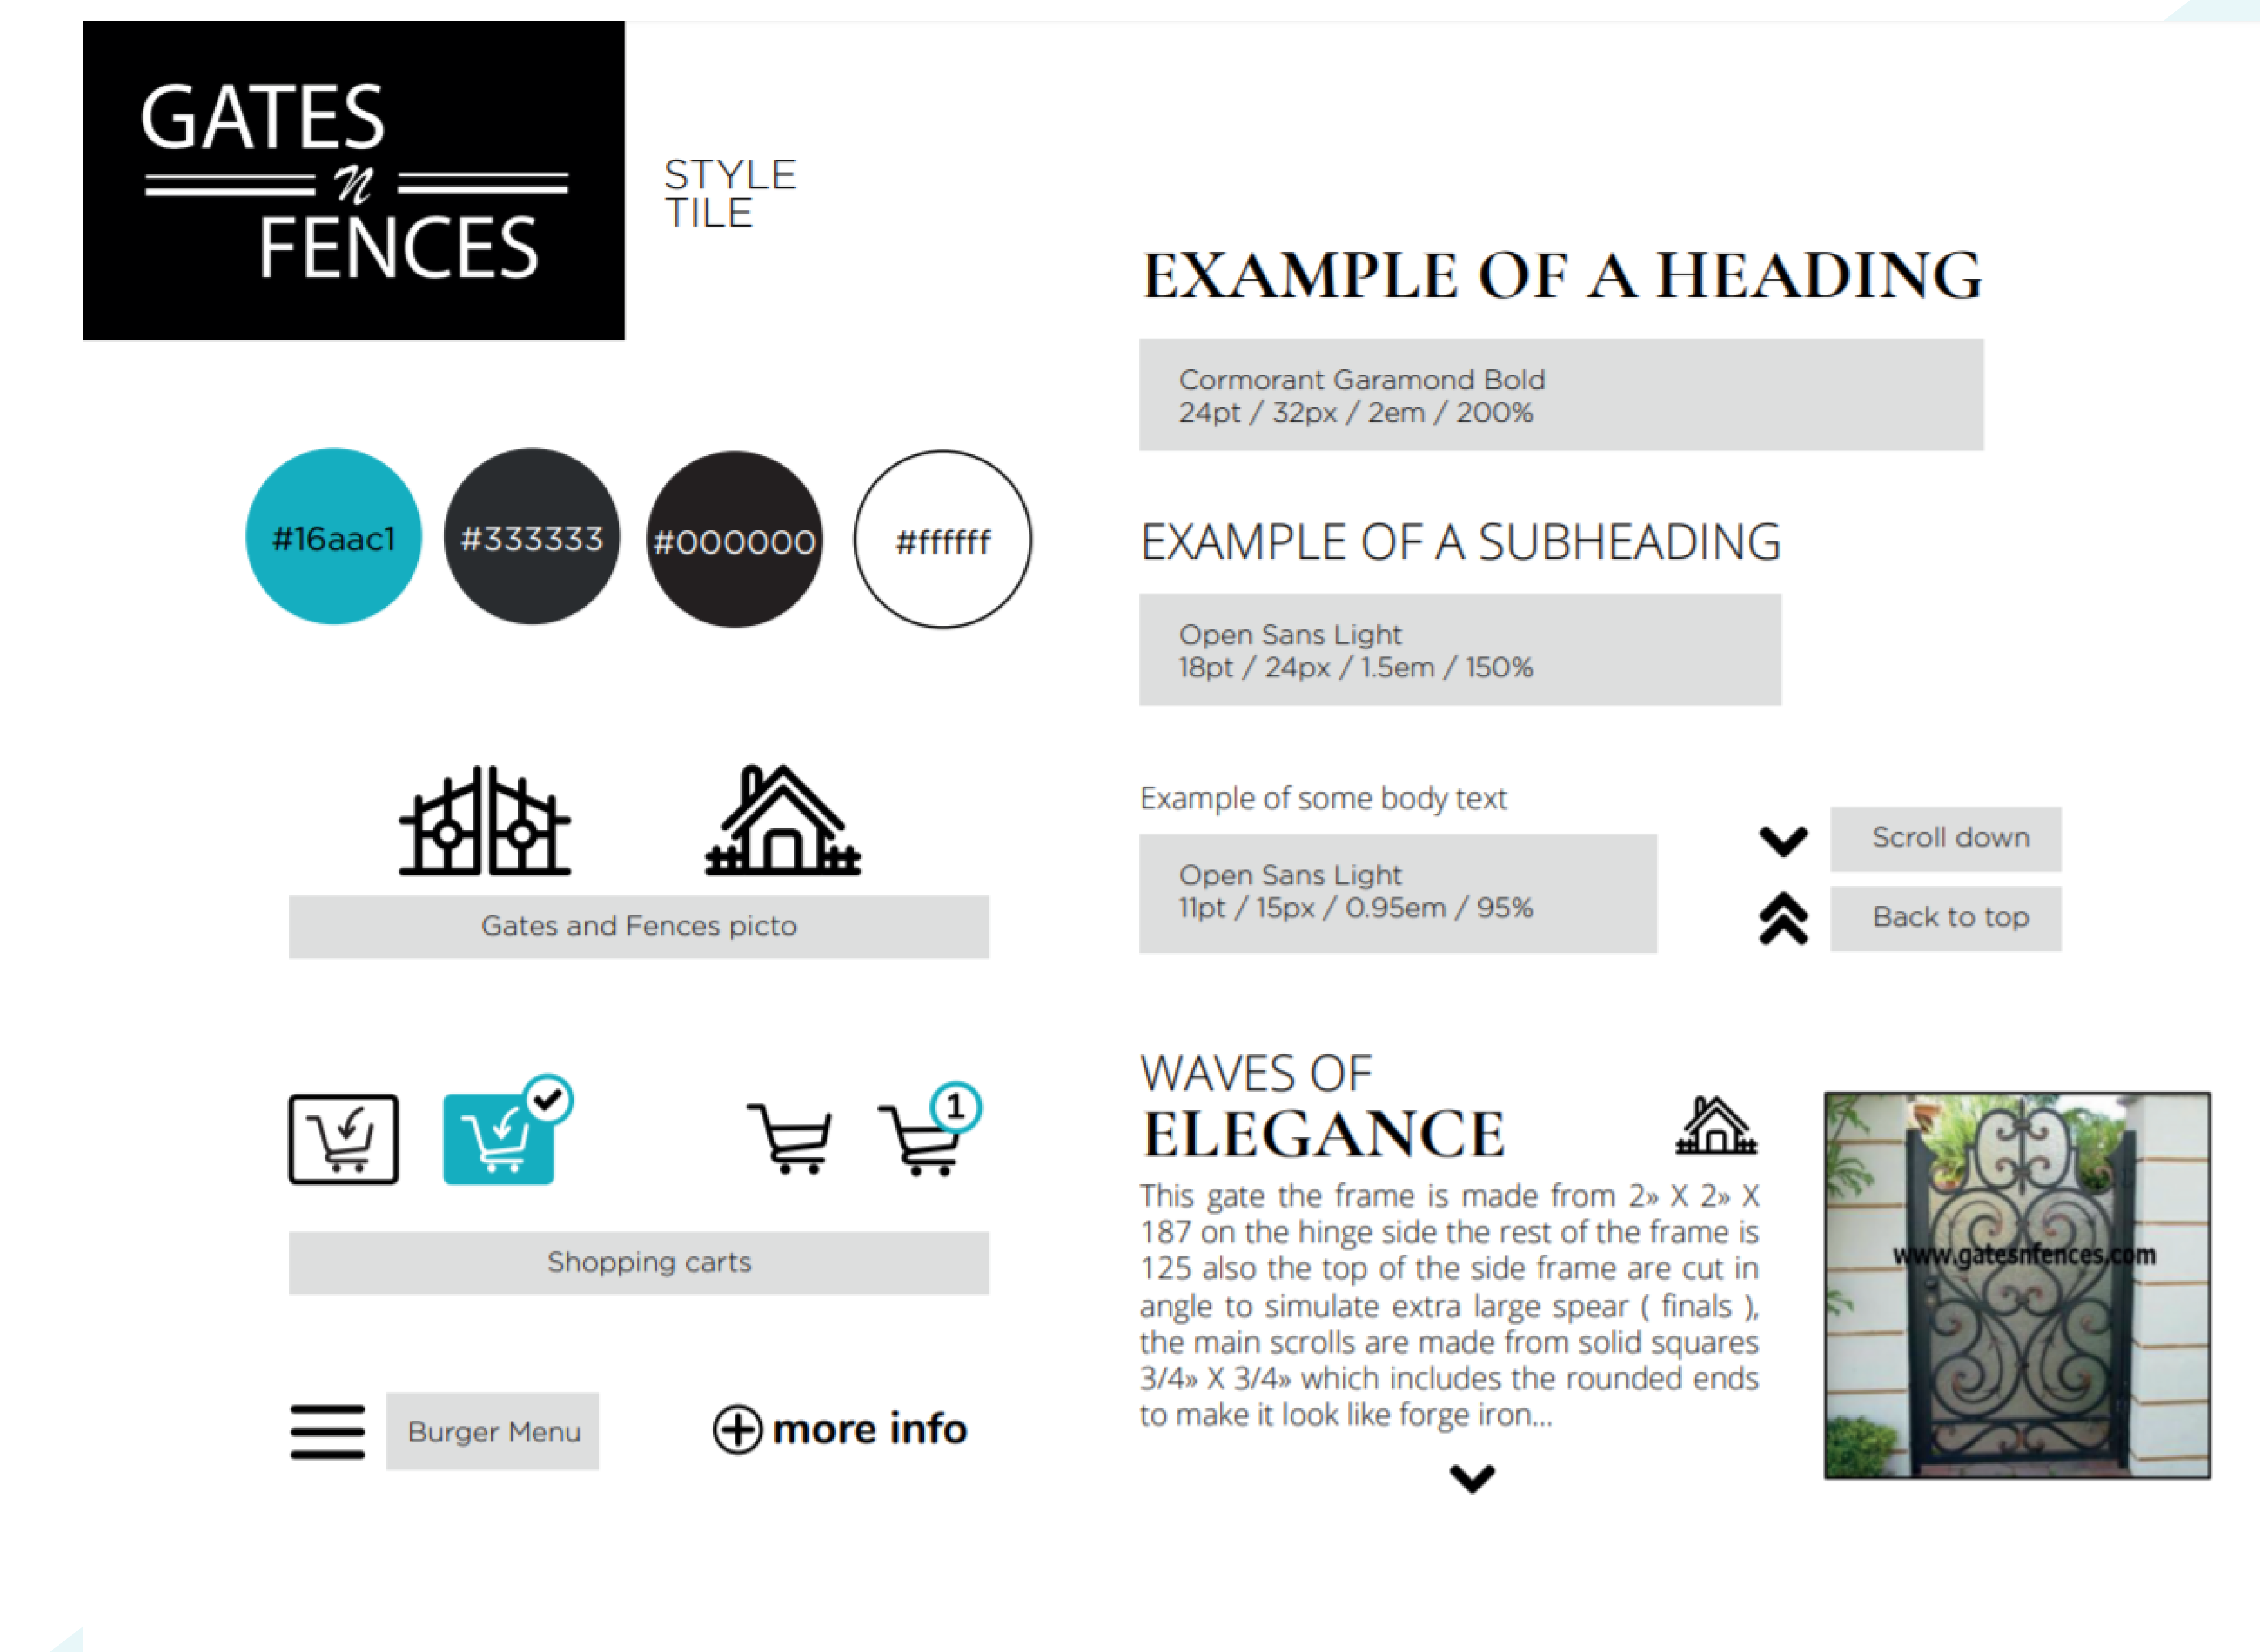 GATES
n
FENCES
STYLE
TILE
#16aac1
#333333
#000000
#ffffff
Gates and Fences picto
1
Shopping carts
Burger Menu
more info
EXAMPLE OF A HEADING
Cormorant Garamond Bold
24pt / 32px / 2em / 200%
EXAMPLE OF A SUBHEADING
Open Sans Light
18pt / 24px / 1.5em / 150%
Example of some body text
Open Sans Light
11pt / 15px / 0.95em / 95%
Scroll down
Back to top
WAVES OF
ELEGANCE
This gate the frame is made from 2» X 2» X
187 on the hinge side the rest of the frame is
125 also the top of the side frame are cut in
angle to simulate extra large spear ( finals ),
the main scrolls are made from solid squares
3/4» X 3/4» which includes the rounded ends
to make it look like forge iron...
www.gatesnfences.com